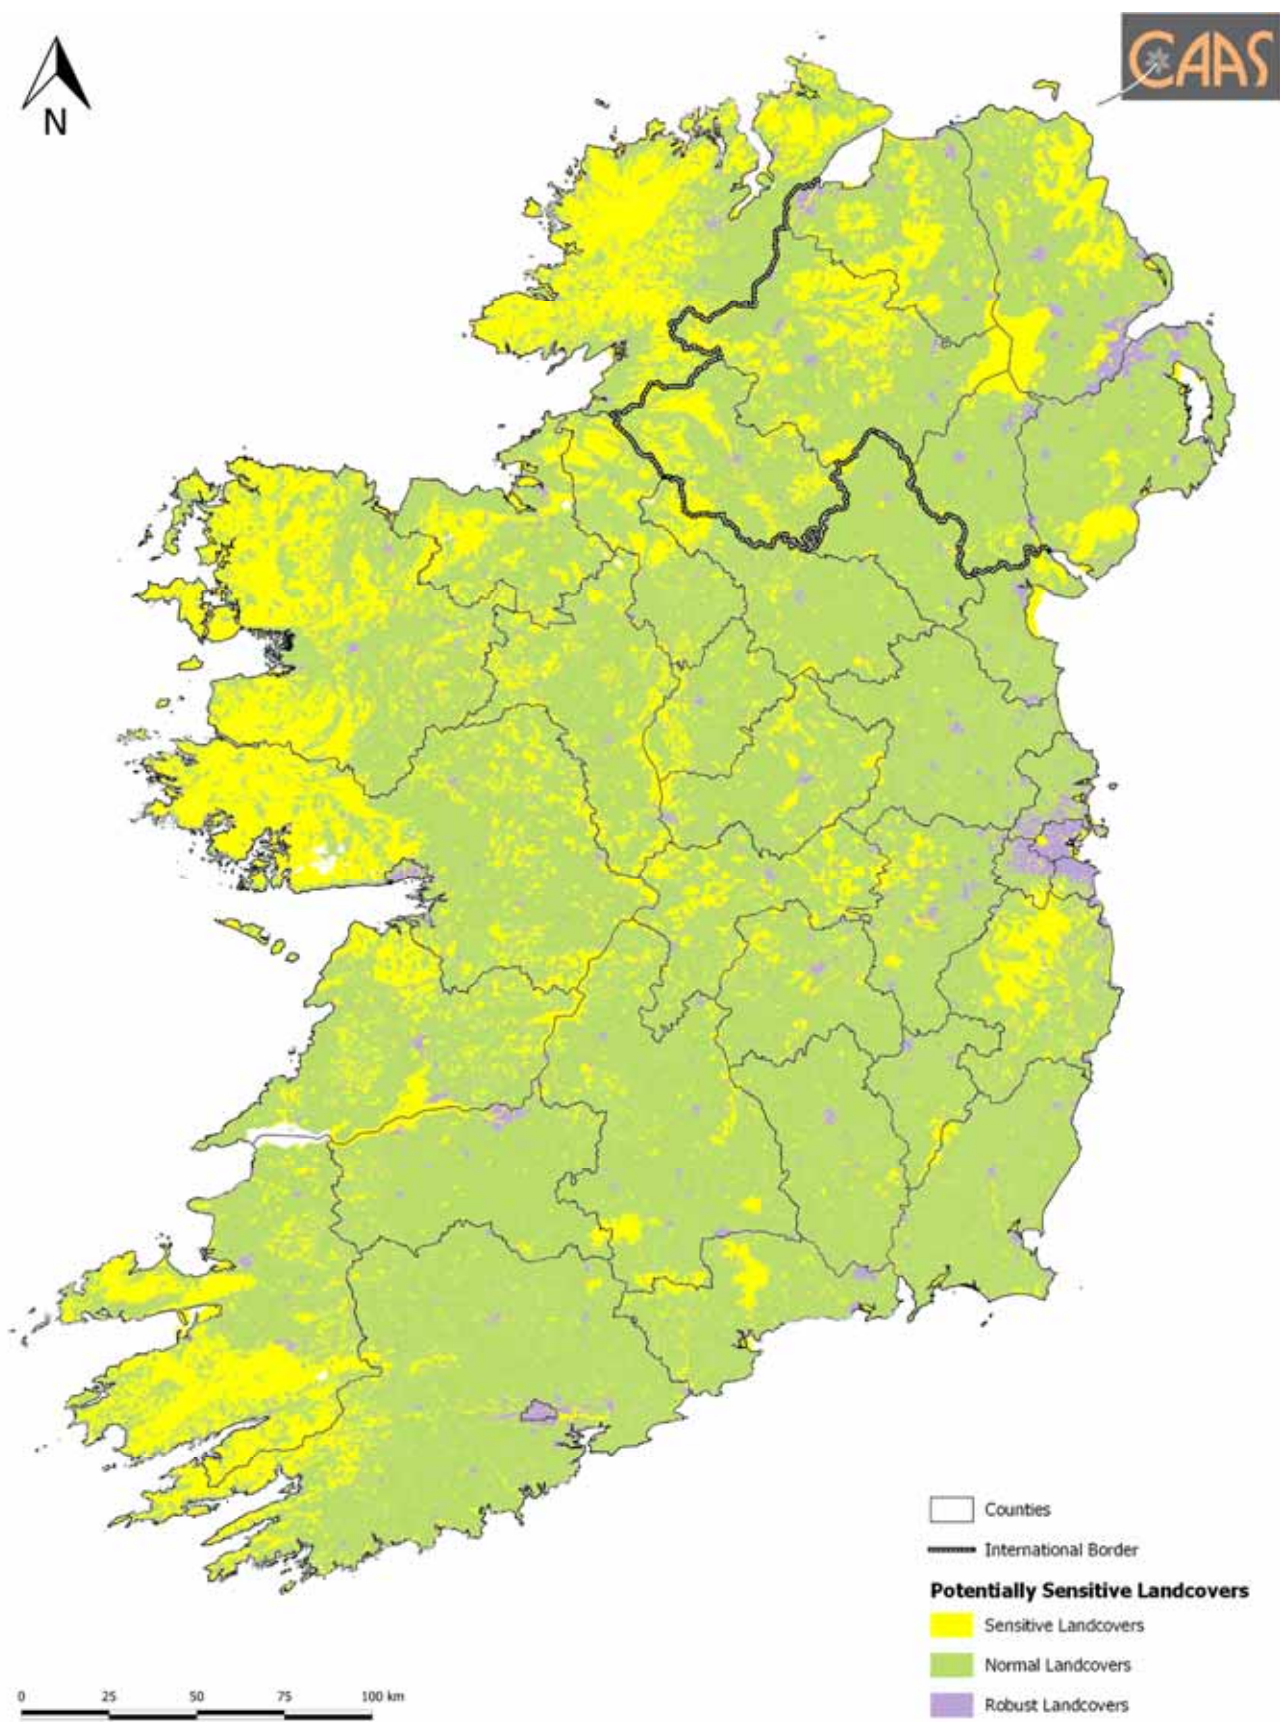 CAAS
N
Counties
International Border
Potentially Sensitive Landcovers
Sensitive Landcovers
Normal Landcovers
Robust Landcovers
0 25 50 75 100 km